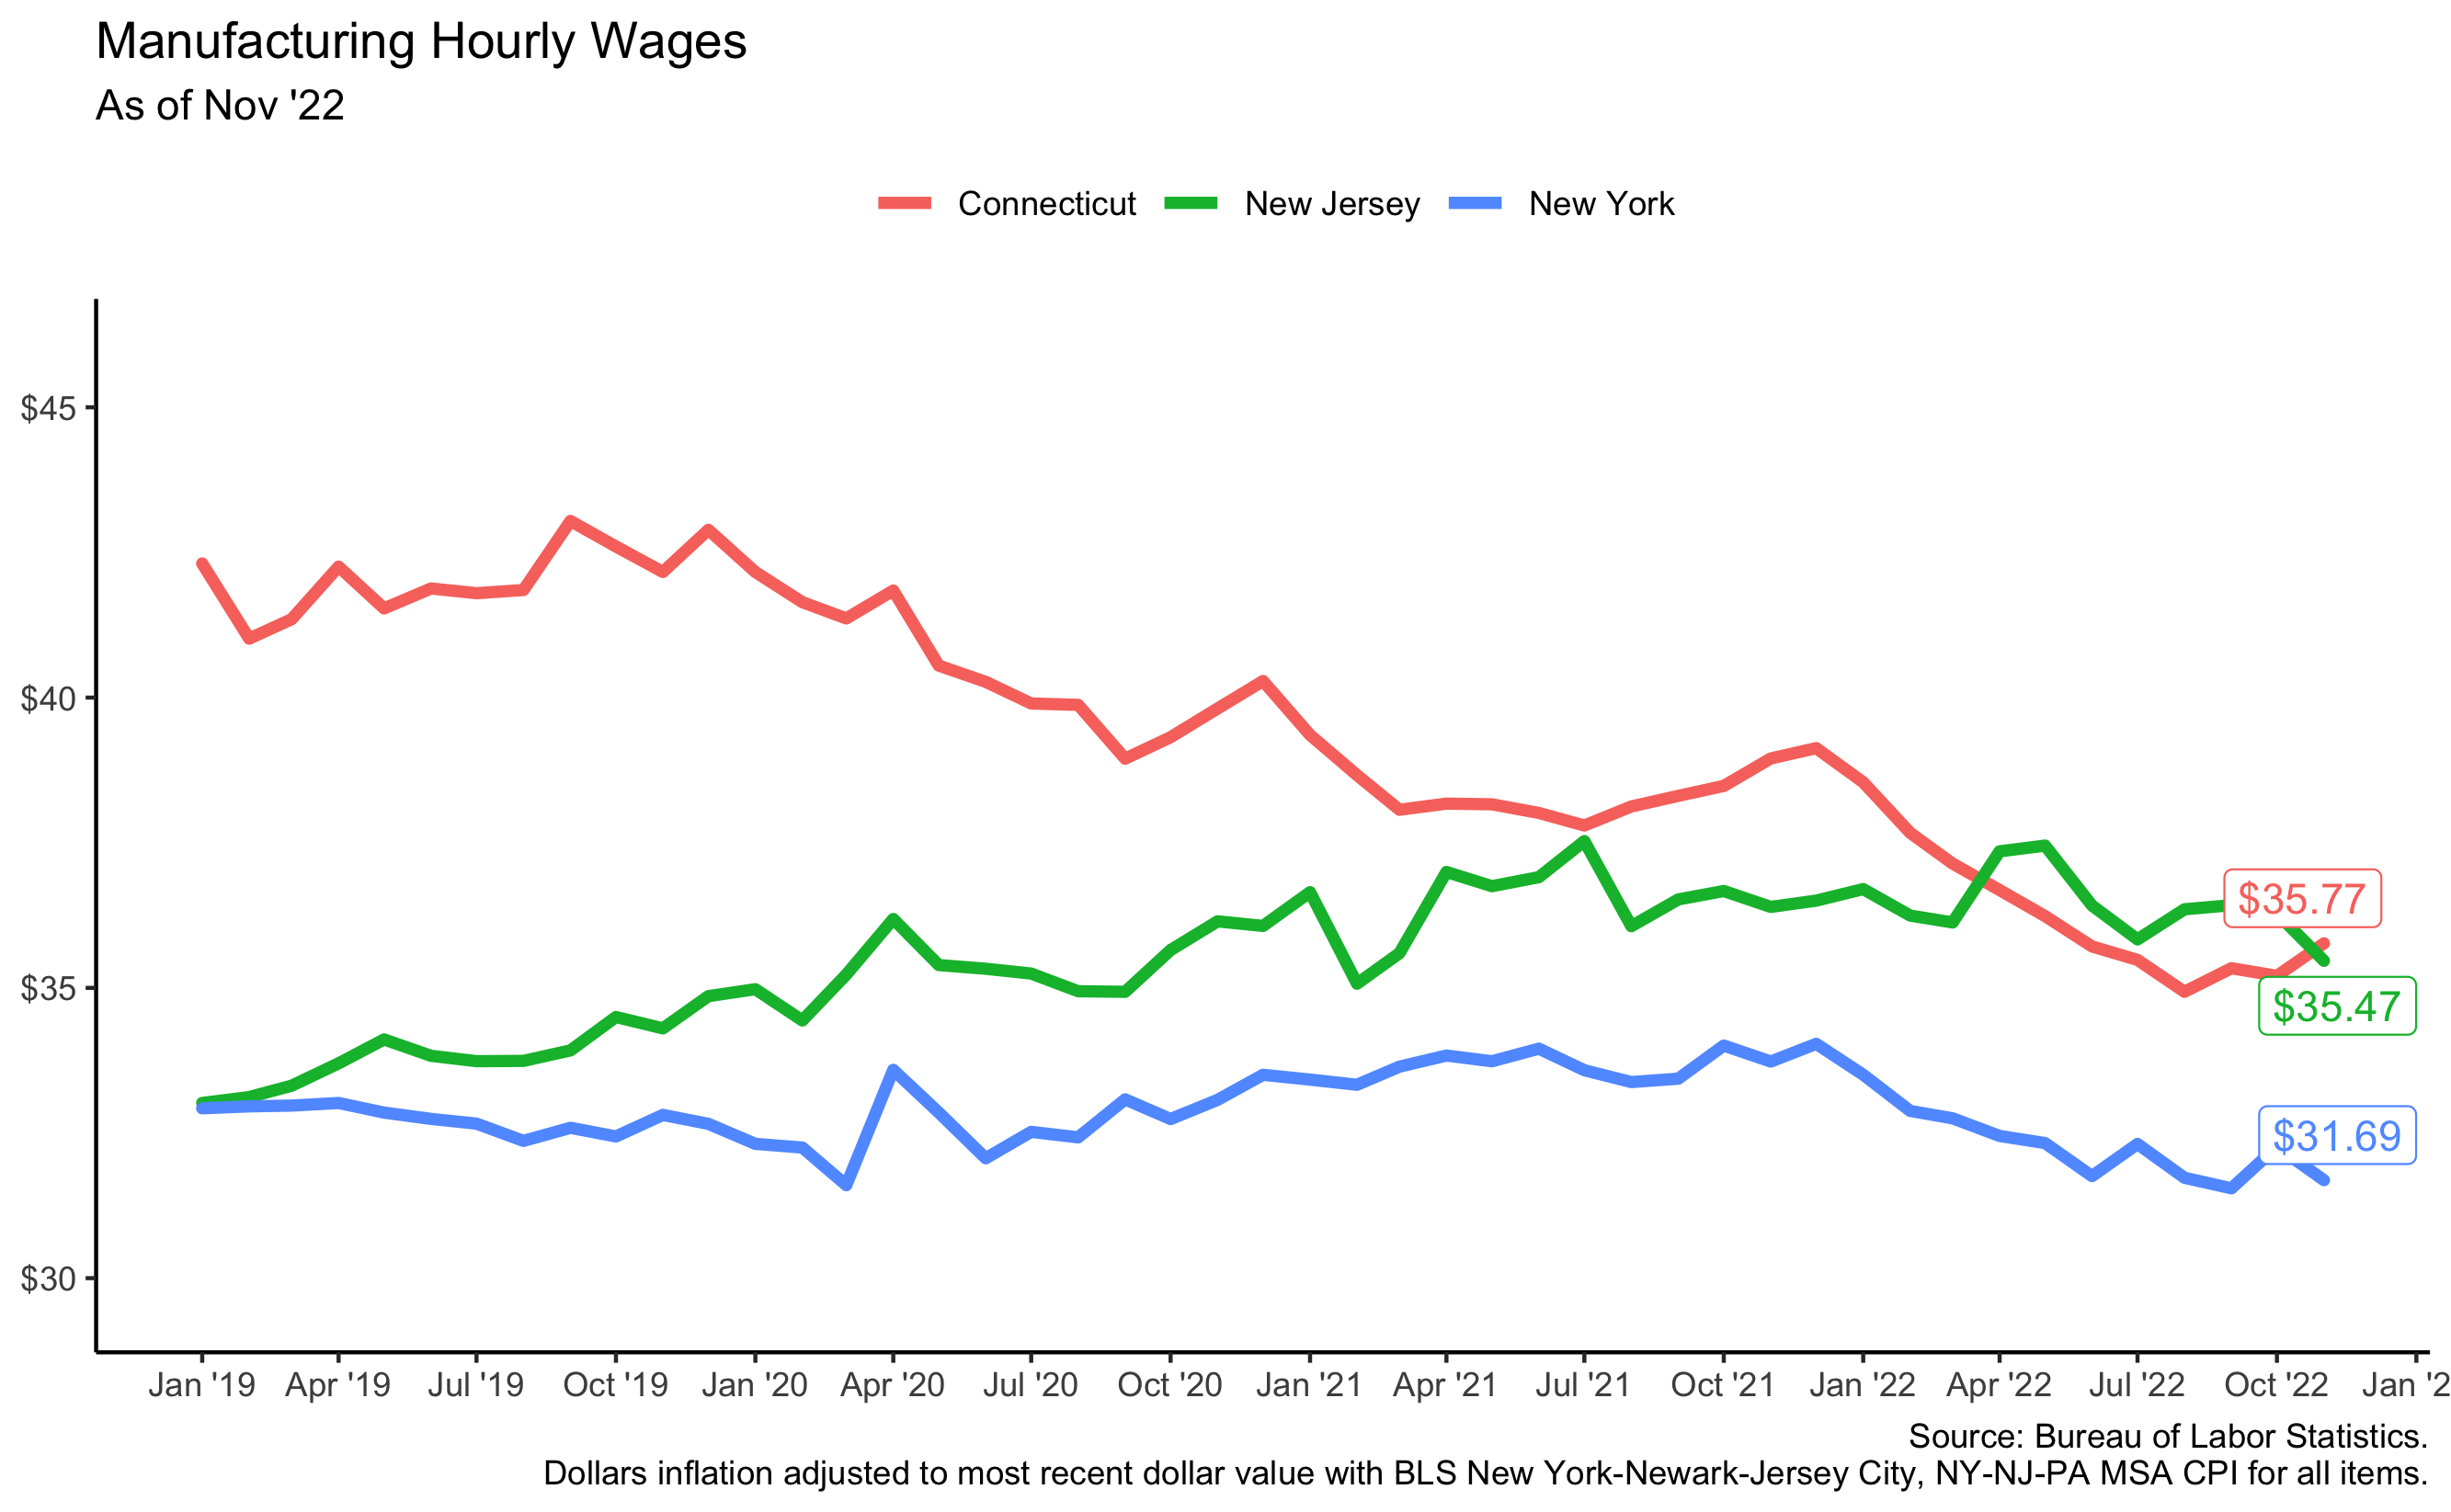 Manufacturing Hourly Wages
As of Nov '22
Connecticut New Jersey New York
$45
$40
$35
$30
$35.77
$35.47
$31.69
Jan '19 Apr '19 Jul '19 Oct '19 Jan '20 Apr '20 Jul '20 Oct '20 Jan '21 Apr '21 Jul '21 Oct '21 Jan '22 Apr '22 Jul '22 Oct '22 Jan '2
Source: Bureau of Labor Statistics.
Dollars inflation adjusted to most recent dollar value with BLS New York-Newark-Jersey City, NY-NJ-PA MSA CPI for all items.